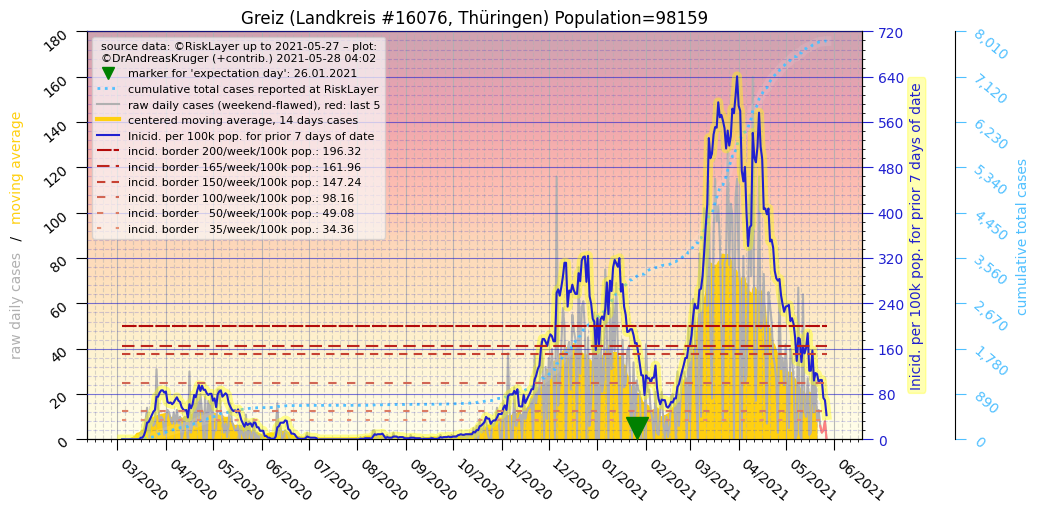 Greiz (Landkreis #16076, Thüringen) Population=98159
source data: ©RiskLayer up to 2021-05-27 – plot:
©DrAndreasKruger (+contrib.) 2021-05-28 04:02
marker for 'expectation day': 26.01.2021
cumulative total cases reported at RiskLayer
raw daily cases (weekend-flawed), red: last 5
centered moving average, 14 days cases
Inicid. per 100k pop. for prior 7 days of date
incid. border 200/week/100k pop.: 196.32
incid. border 165/week/100k pop.: 161.96
incid. border 150/week/100k pop.: 147.24
incid. border 100/week/100k pop.: 98.16
incid. border 50/week/100k pop.: 49.08
incid. border 35/week/100k pop.: 34.36
raw daily cases / moving average
180
160
140
120
100
80
60
40
20
0
03/2020
04/2020
05/2020
06/2020
07/2020
08/2020
09/2020
10/2020
11/2020
12/2020
01/2021
02/2021
03/2021
04/2021
05/2021
06/2021
720
640
560
480
400
320
240
160
80
0
Inicid. per 100k pop. for prior 7 days of date
8,010
7,120
6,230
5,340
4,450
3,560
2,670
1,780
890
0
cumulative total cases